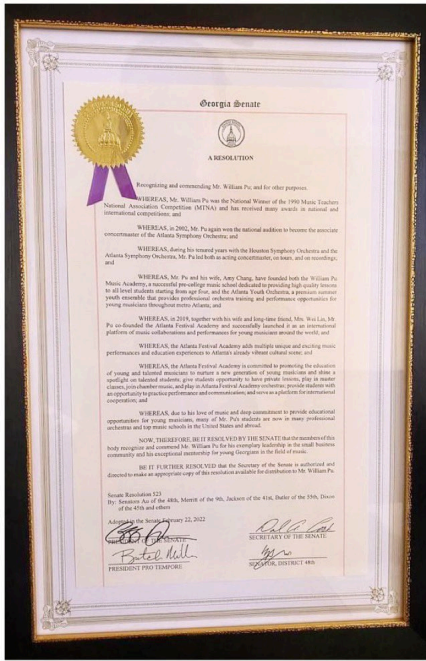 Georgia Senate
A RESOLUTION
Recognizing and commending Mr. William Pu; and for other purposes.
WHEREAS, Mr. William Pu was the National Winner of the 1990 Music Teachers
National Association Competition (MTNA) and has received many awards in national and
international competitions; and
WHEREAS, in 2002, Mr. Pu again won the national audition to become the associate
concertmaster of the Atlanta Symphony Orchestra; and
WHEREAS, during his tenured years with the Houston Symphony Orchestra and the
Atlanta Symphony Orchestra, Mr. Pu led both as acting concertmaster, on tours, and on recordings;
and
WHEREAS, Mr. Pu and his wife, Amy Chang, have founded both the William Pu
Music Academy, a successful pre-college music school dedicated to providing high quality lessons
to all level students starting from age five, and the Atlanta Youth Orchestra, a premium summer
youth ensemble that provides professional orchestra training and performance opportunities for
young musicians throughout metro Atlanta; and
WHEREAS, in 2019, together with his wife and long-time friend, Mrs. Wei Liu, Mr.
Pu co-founded the Atlanta Festival Academy and successfully launched it as an international
platform of music collaborations and performances for young musicians around the world; and
WHEREAS, the Atlanta Festival Academy adds multiple unique and exciting music
performances and education experiences to Atlanta's already vibrant cultural scene; and
WHEREAS, the Atlanta Festival Academy is committed to promoting the education
of young and talented musicians to nurture a new generation of young musicians and shine a
spotlight on talented students; give students opportunity to have private lessons, play in master
classes, join chamber music, and play in Atlanta Festival Academy orchestra; provide students with
an opportunity to practice performance and communication; and serve as a platform for international
cooperation; and
WHEREAS, due to his love of music and deep commitment to provide educational
opportunities for young musicians, many of Mr. Pu's students are now in many professional
orchestras and top music schools in the United States and abroad.
NOW, THEREFORE, BE IT RESOLVED BY THE SENATE that the members of this
body recognize and commend Mr. William Pu for his exemplary leadership in the small business
community and his exceptional mentorship for young Georgians in the field of music.
BE IT FURTHER RESOLVED that the Secretary of the Senate is authorized and
directed to make an appropriate copy of this resolution available for distribution to Mr. William Pu.
Senate Resolution 523
By: Senators Au of the 48th, Merritt of the 9th, Jackson of the 41st, Butler of the 55th, Dixon
of the 45th and others
Adopted in the Senate February 22, 2022
PRESIDENT OF THE SENATE
SECRETARY OF THE SENATE
Butch Miller
PRESIDENT PRO TEMPORE
SENATOR, DISTRICT 48th